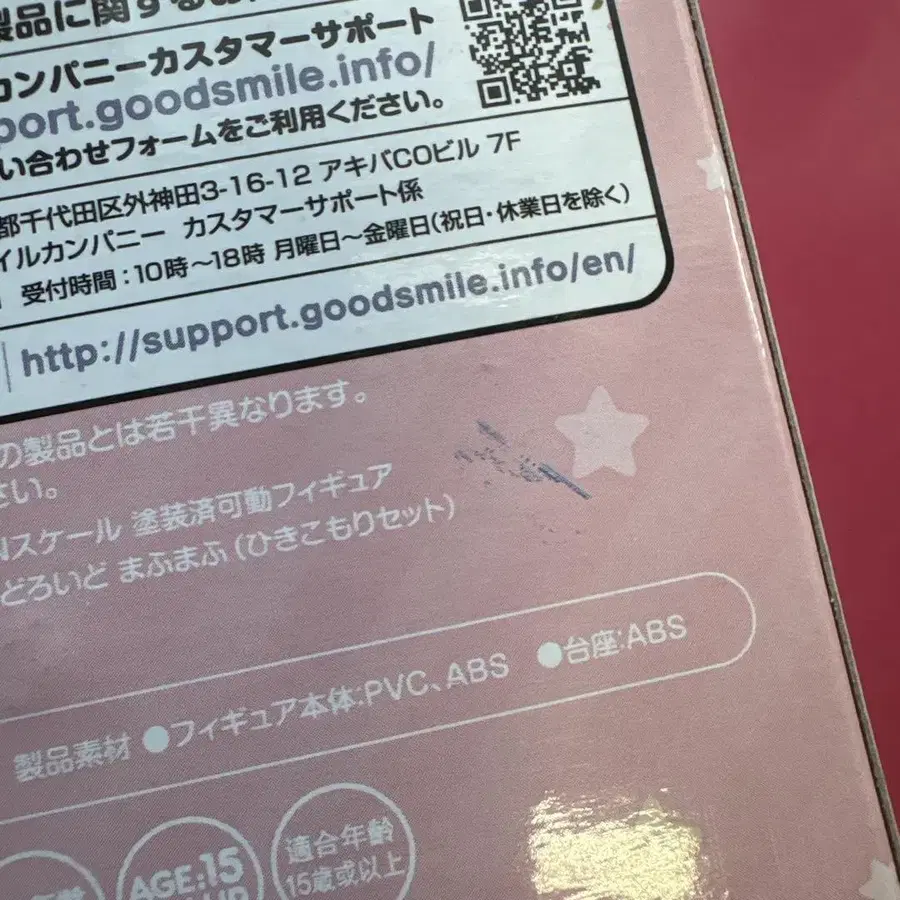 製品に関するお
カンパニーカスタマーサポート
port.goodsmile.info/
い合わせフォームをご利用ください。
都千代田区外神田3-16-12 アキバCOビル 7F
イルカンパニー カスタマーサポート係
受付時間:10時～18時 月曜日～金曜日(祝日・休業日を除く)
http://support.goodsmile.info/en/
の製品とは若干異なります。
さい。
Nスケール 塗装済可動フィギュア
どろいど まふまふ(ひきこもりセット)
製品素材 ●フィギュア本体:PVC、ABS ●台座:ABS
AGE:15
適合年齢
15歳或以上